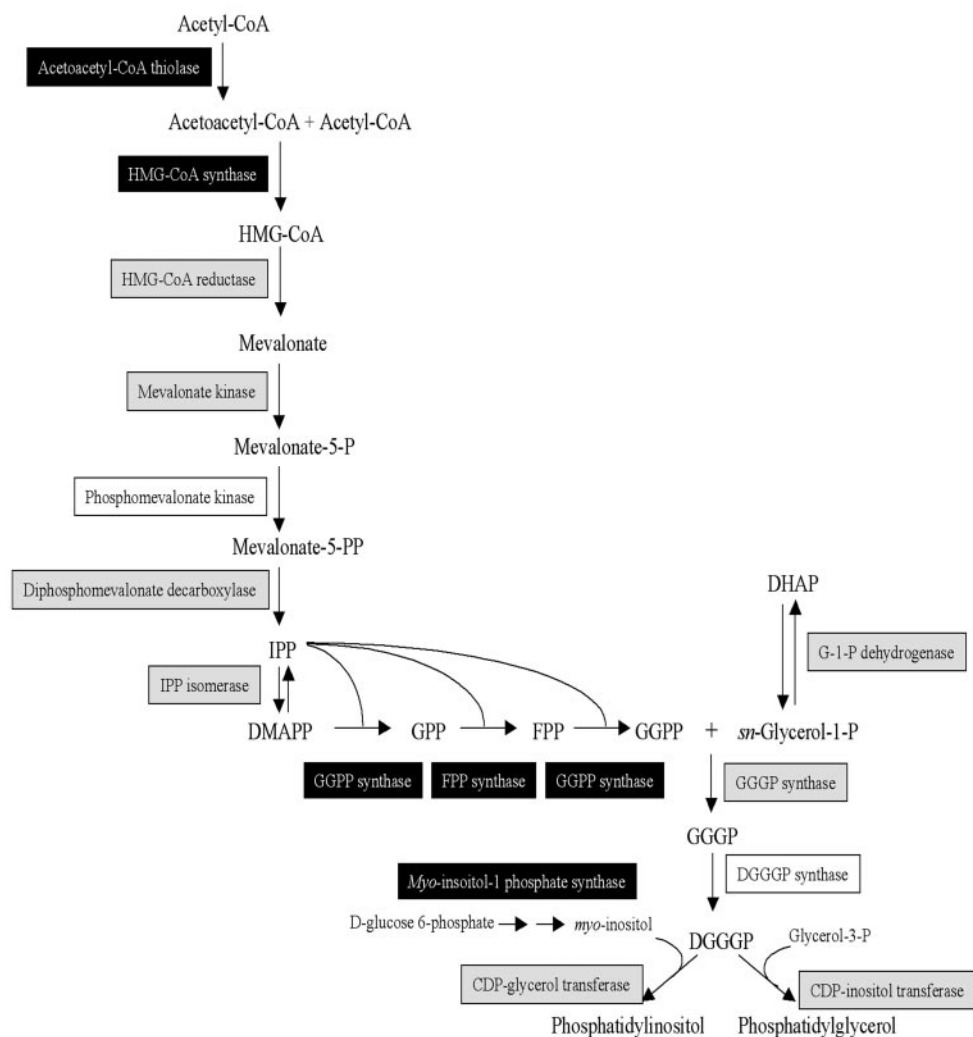 Acetyl-CoA
Acetoacetyl-CoA thiolase
Acetoacetyl-CoA + Acetyl-CoA
HMG-CoA synthase
HMG-CoA
HMG-CoA reductase
Mevalonate
Mevalonate kinase
Mevalonate-5-P
Phosphomevalonate kinase
Mevalonate-5-PP
Diphosphomevalonate decarboxylase
DHAP
IPP
G-1-P dehydrogenase
IPP isomerase
DMAPP GPP FPP GGPP + sn-Glycerol-1-P
GGPP synthase FPP synthase GGPP synthase
GGGP synthase
GGGP
Myo-insoitol-1 phosphate synthase
DGGGP synthase
D-glucose 6-phosphate myo-inositol
DGGGP
Glycerol-3-P
CDP-glycerol transferase
CDP-inositol transferase
Phosphatidylinositol Phosphatidylglycerol